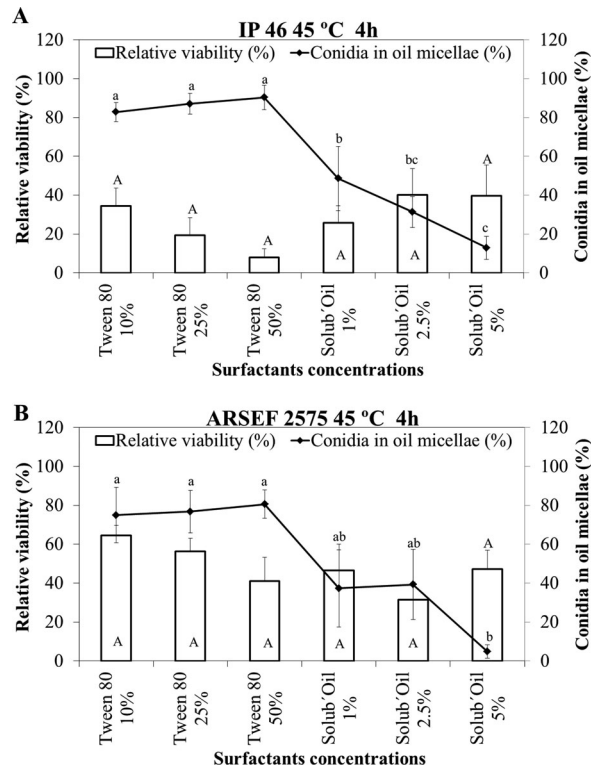 A
IP 46 45 ºC 4h
Relative viability (%)
Conidia in oil micellae (%)
120
100
80
60
40
20
0
Relative viability (%)
a
a
a
b
bc
A
A
A
A
c
A
A
120
100
80
60
40
20
0
Conidia in oil micellae (%)
Tween 80 10%
Tween 80 25%
Tween 80 50%
Solub´Oil 1%
Solub´Oil 2.5%
Solub´Oil 5%
Surfactants concentrations
B
ARSEF 2575 45 ºC 4h
Relative viability (%)
Conidia in oil micellae (%)
120
100
80
60
40
20
0
Relative viability (%)
a
a
a
ab
ab
A
A
A
A
A
A
b
120
100
80
60
40
20
0
Conidia in oil micellae (%)
Tween 80 10%
Tween 80 25%
Tween 80 50%
Solub´Oil 1%
Solub´Oil 2.5%
Solub´Oil 5%
Surfactants concentrations